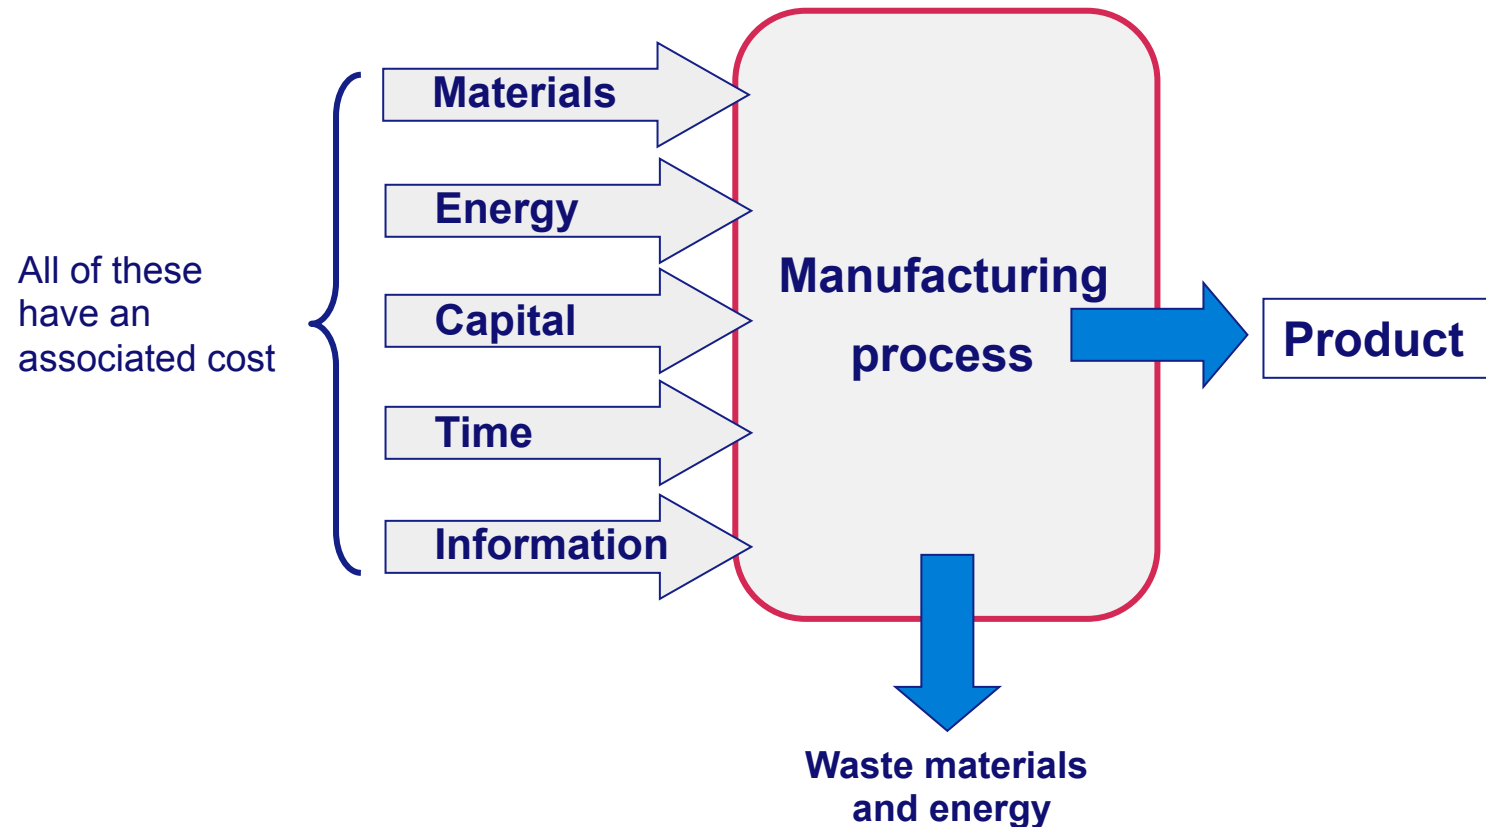 All of these
have an
associated cost
Materials
Energy
Capital
Time
Information
Manufacturing
process
Product
Waste materials
and energy